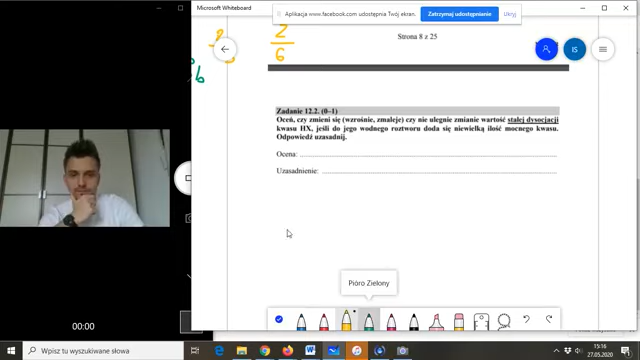 Microsoft Whiteboard
Aplikacja www.facebook.com udostępnia Twój ekran.
Zatrzymaj udostępnianie
Ukryj
2
6
Strona 8 z 25
IS
Zadanie 12.2. (0–1)
Oceń, czy zmieni się (wzrośnie, zmaleje) czy nie ulegnie zmianie wartość stałej dysocjacji
kwasu HX, jeśli do jego wodnego roztworu doda się niewielką ilość mocnego kwasu.
Odpowiedź uzasadnij.
Ocena:
Uzasadnienie:
Pióro Zielony
00:00
Wpisz tu wyszukiwane słowa
15:16
27.05.2020